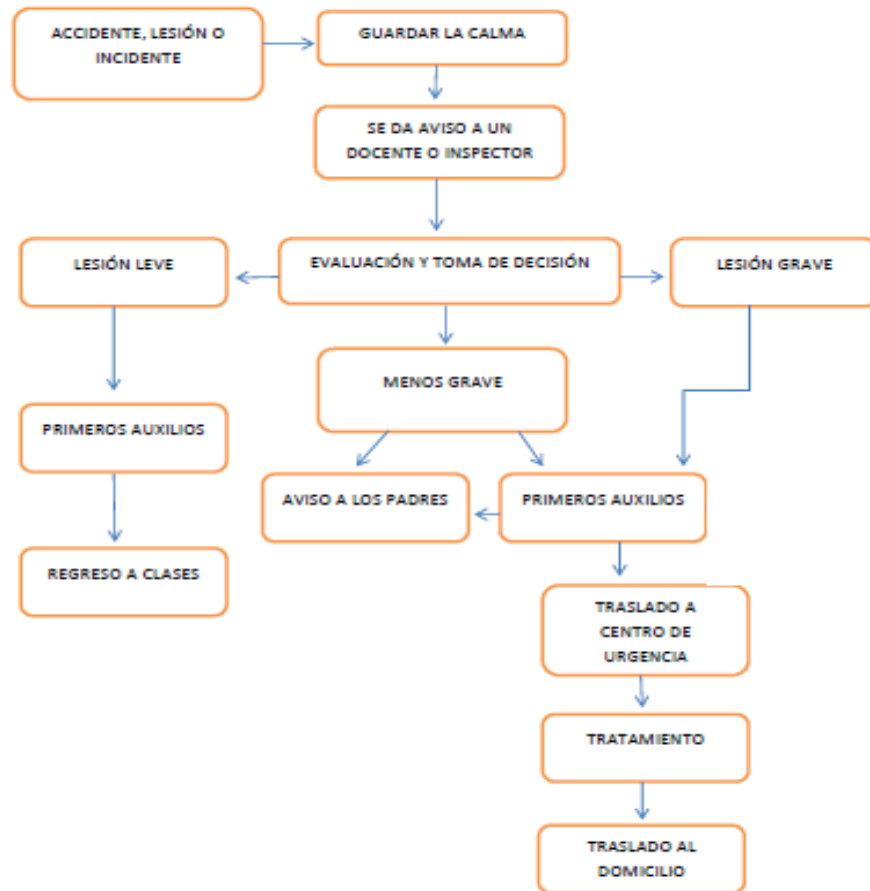 ACCIDENTE, LESIÓN O
INCIDENTE
GUARDAR LA CALMA
SE DA AVISO A UN
DOCENTE O INSPECTOR
LESIÓN LEVE
EVALUACIÓN Y TOMA DE DECISIÓN
LESIÓN GRAVE
MENOS GRAVE
PRIMEROS AUXILIOS
AVISO A LOS PADRES
PRIMEROS AUXILIOS
REGRESO A CLASES
TRASLADO A
CENTRO DE
URGENCIA
TRATAMIENTO
TRASLADO AL
DOMICILIO